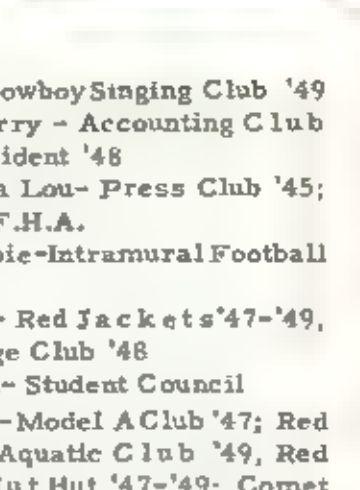 owboy Singing Club '49
rry - Accounting Club
ident '48
a Lou- Press Club '45;
F.H.A.
bie-Intramural Football
- Red Jackets '47-'49,
ge Club '48
- Student Council
-Model A Club '47; Red
Aquatic Club '49, Red
Hut '47-'49. Comet